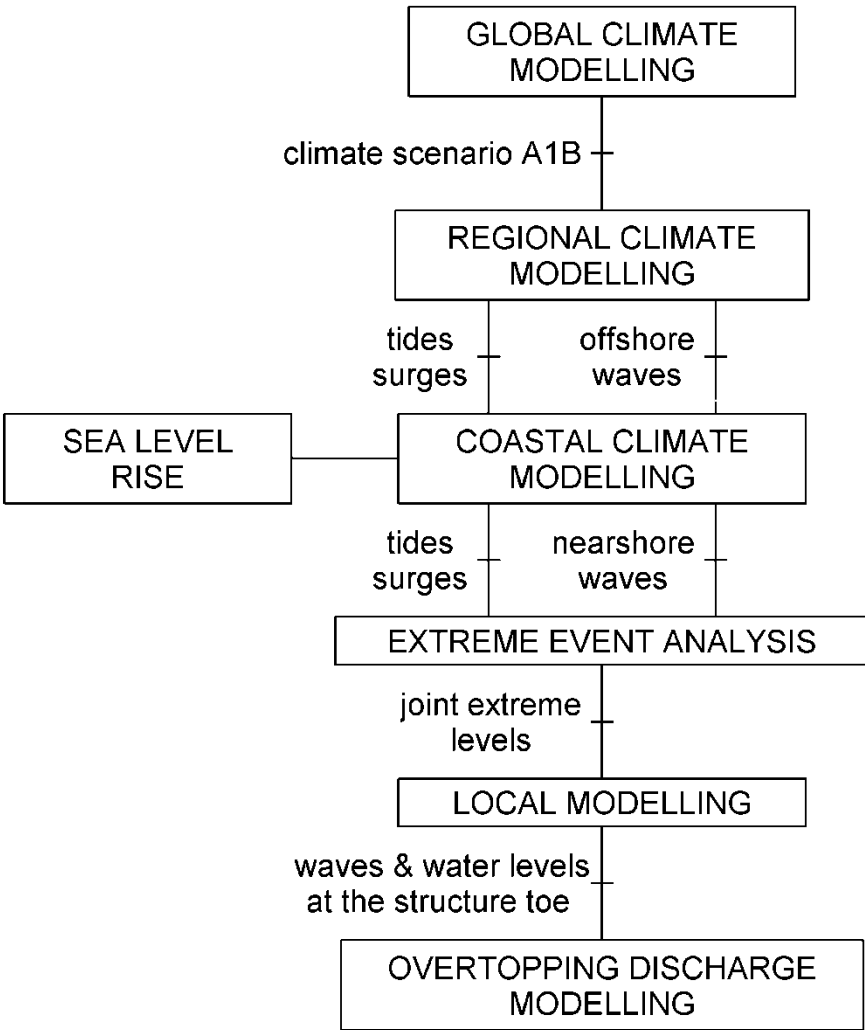 GLOBAL CLIMATE
MODELLING
climate scenario A1B
REGIONAL CLIMATE
MODELLING
tides
surges
offshore
waves
SEA LEVEL
RISE
COASTAL CLIMATE
MODELLING
tides
surges
nearshore
waves
EXTREME EVENT ANALYSIS
joint extreme
levels
LOCAL MODELLING
waves & water levels
at the structure toe
OVERTOPPING DISCHARGE
MODELLING